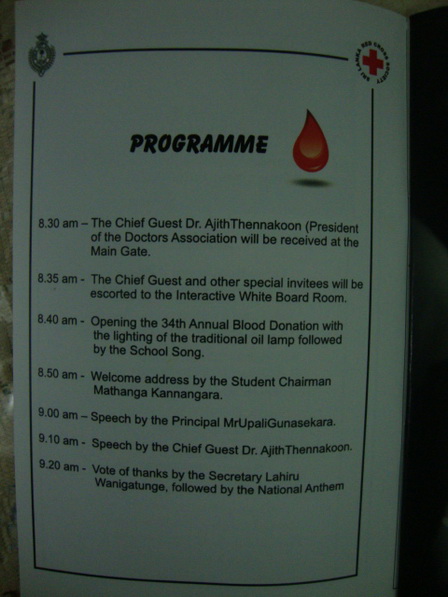 SRI LANKA RED CROSS SOCIETY
PROGRAMME
8.30 am – The Chief Guest Dr. AjithThennakoon (President
of the Doctors Association will be received at the
Main Gate.
8.35 am - The Chief Guest and other special invitees will be
escorted to the Interactive White Board Room.
8.40 am - Opening the 34th Annual Blood Donation with
the lighting of the traditional oil lamp followed
by the School Song.
8.50 am - Welcome address by the Student Chairman
Mathanga Kannangara.
9.00 am – Speech by the Principal MrUpaliGunasekara.
9.10 am - Speech by the Chief Guest Dr. AjithThennakoon.
9.20 am - Vote of thanks by the Secretary Lahiru
Wanigatunge, followed by the National Anthem